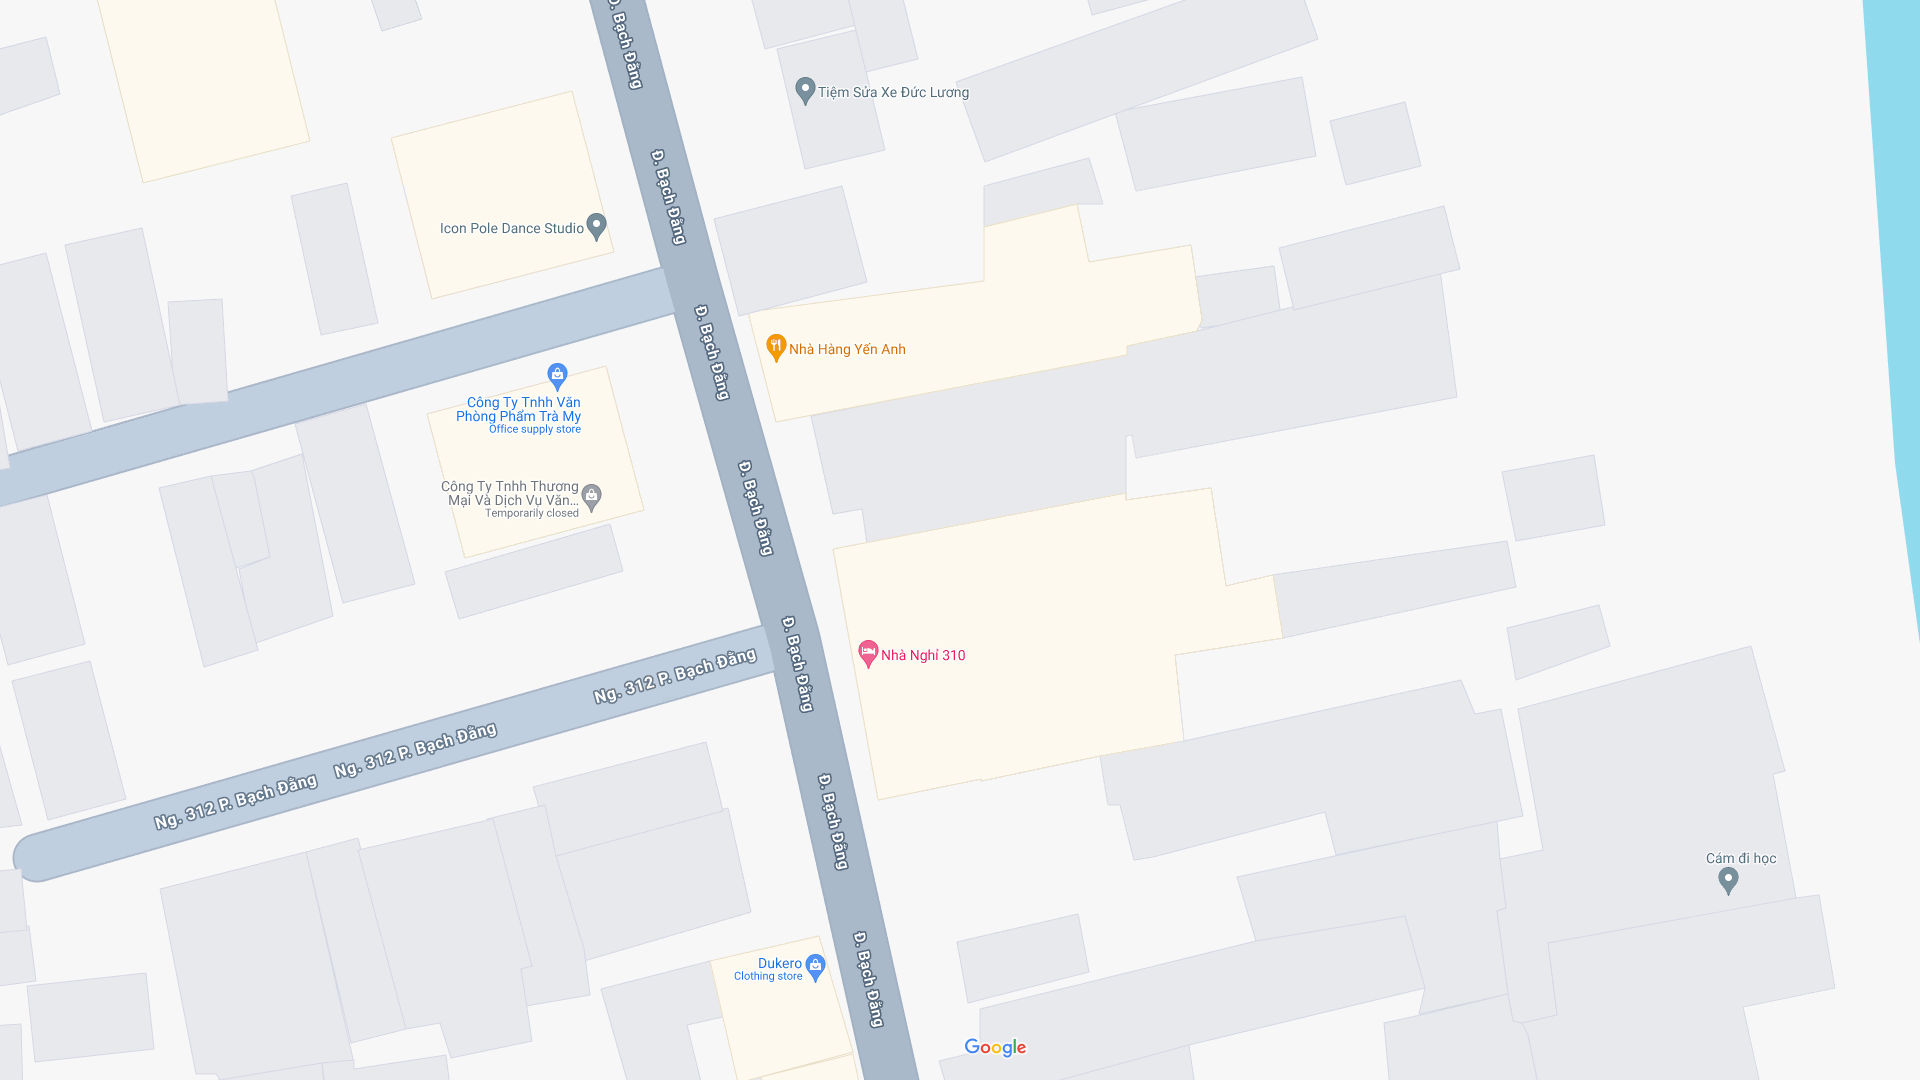 Đ. Bạch Đằng
Tiệm Sửa Xe Đức Lương
Đ. Bạch Đằng
Icon Pole Dance Studio
Đ. Bạch Đằng
Nhà Hàng Yến Anh
Công Ty Tnhh Văn
Phòng Phẩm Trà My
Office supply store
Công Ty Tnhh Thương
Mại Và Dịch Vụ Văn...
Temporarily closed
Đ. Bạch Đằng
Đ. Bạch Đằng
Nhà Nghỉ 310
Ng. 312 P. Bạch Đằng
Ng. 312 P. Bạch Đằng
Ng. 312 P. Bạch Đằng
Đ. Bạch Đằng
Cám đi học
Dukero
Clothing store
Đ. Bạch Đằng
Google